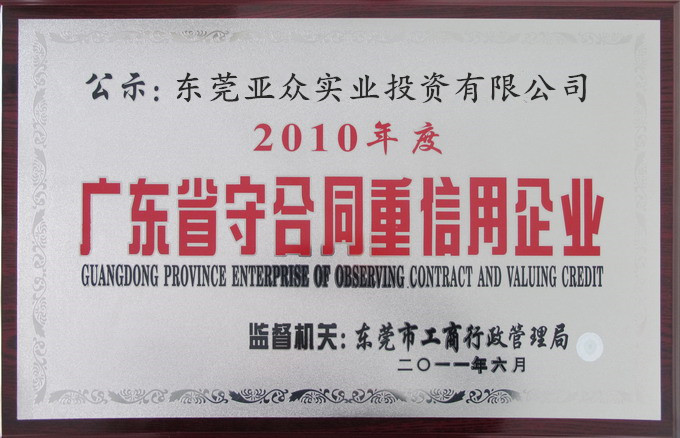 公示：东莞亚众实业投资有限公司
2010年度
广东省守合同重信用企业
GUANGDONG PROVINCE ENTERPRISE OF OBSERVING CONTRACT AND VALUING CREDIT
监督机关：东莞市工商行政管理局
二〇一一年六月